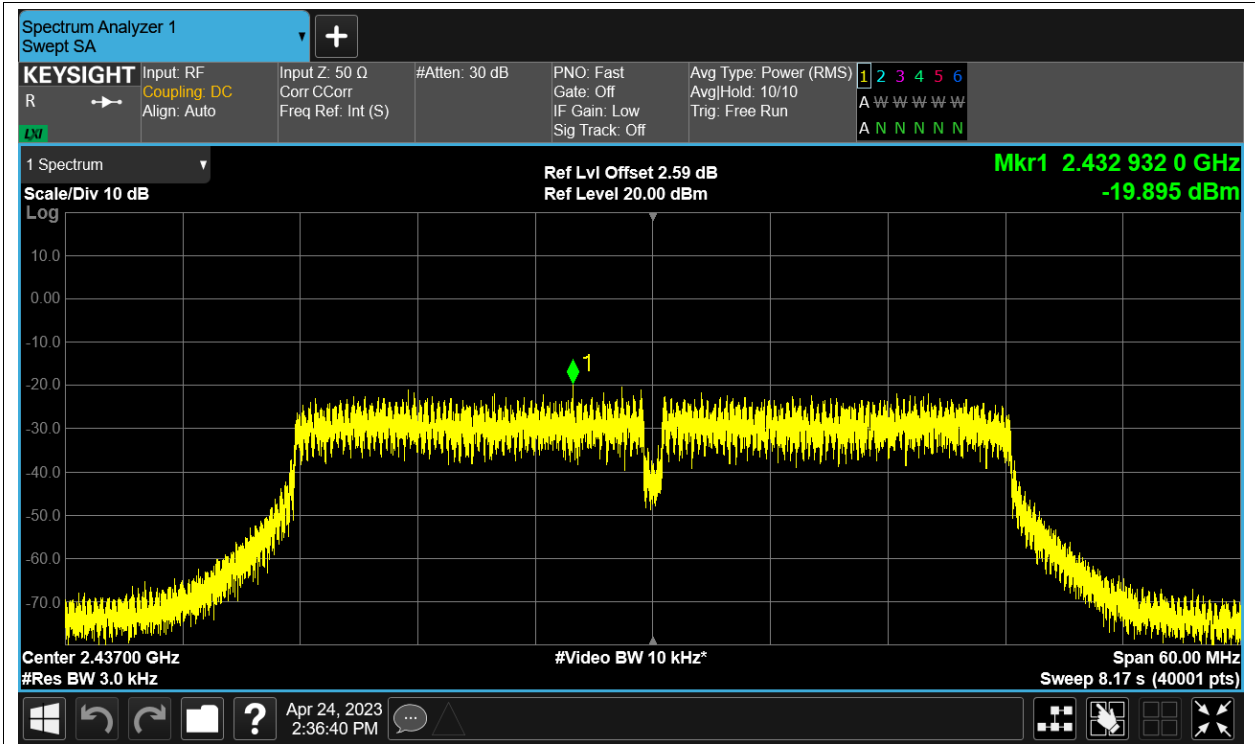 Spectrum Analyzer 1
Swept SA
KEYSIGHT
R
LXI
Input: RF
Coupling: DC
Align: Auto
Input Z: 50 Ω
Corr CCorr
Freq Ref: Int (S)
#Atten: 30 dB
PNO: Fast
Gate: Off
IF Gain: Low
Sig Track: Off
Avg Type: Power (RMS)
Avg|Hold: 10/10
Trig: Free Run
1 2 3 4 5 6
A W W W W W
A N N N N N
1 Spectrum
Scale/Div 10 dB
Log
Ref Lvl Offset 2.59 dB
Ref Level 20.00 dBm
Mkr1 2.432 932 0 GHz
-19.895 dBm
10.0
0.00
-10.0
1
-20.0
-30.0
-40.0
-50.0
-60.0
-70.0
Center 2.43700 GHz
#Res BW 3.0 kHz
#Video BW 10 kHz*
Span 60.00 MHz
Sweep 8.17 s (40001 pts)
?
Apr 24, 2023
2:36:40 PM